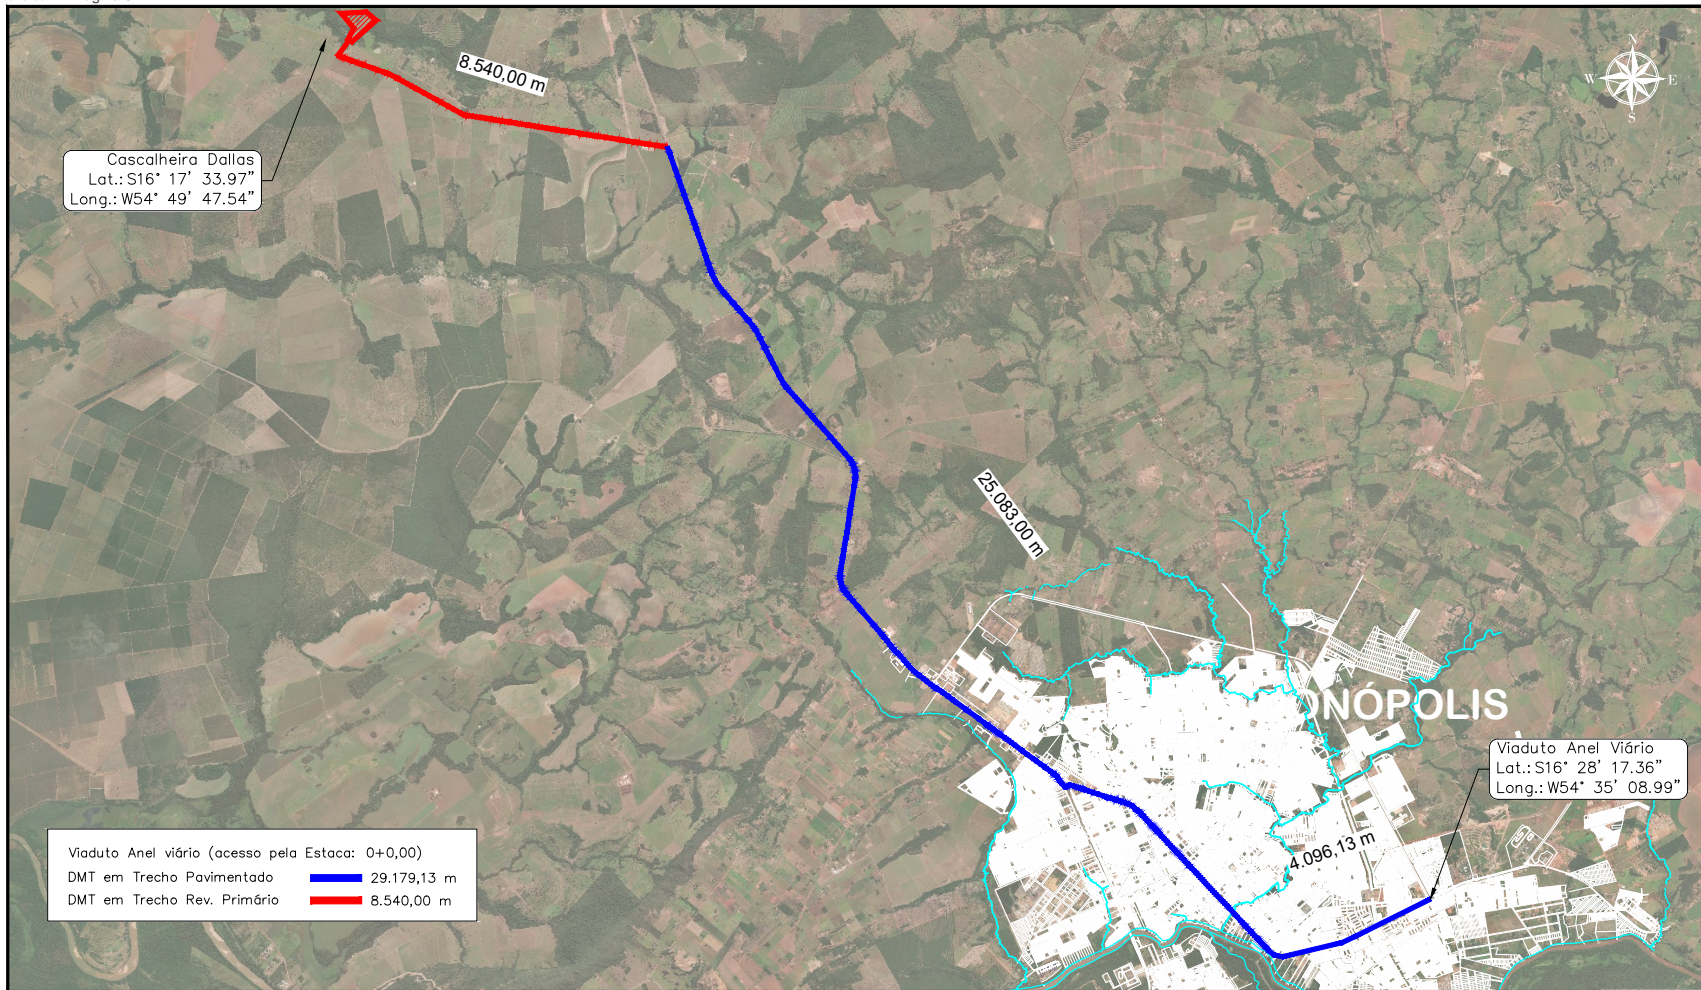 8.540,00 m
N
W
E
S
Cascalheira Dallas
Lat.: S16° 17' 33.97"
Long.: W54° 49' 47.54"
25.083,00 m
ONÓPOLIS
Viaduto Anel Viário
Lat.: S16° 28' 17.36"
Long.: W54° 35' 08.99"
4.096,13 m
Viaduto Anel viário (acesso pela Estaca: 0+0,00)
DMT em Trecho Pavimentado 29.179,13 m
DMT em Trecho Rev. Primário 8.540,00 m